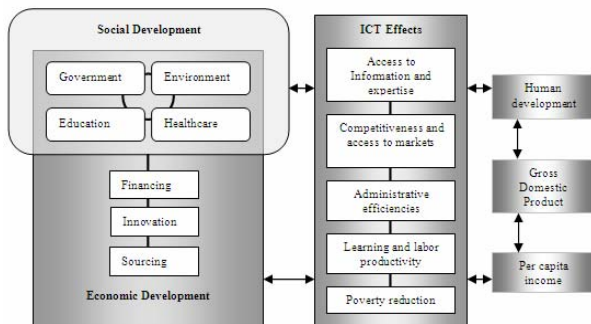 Social Development
Government
Environment
Education
Healthcare
Financing
Innovation
Sourcing
Economic Development
ICT Effects
Access to
Information and
expertise
Competitiveness and
access to markets
Administrative
efficiencies
Learning and labor
productivity
Poverty reduction
Human
development
Gross
Domestic
Product
Per capita
income